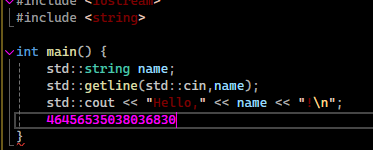 #include <iostream>
#include <string>
int main() {
std::string name;
std::getline(std::cin,name);
std::cout << "Hello," << name << "!\n";
46456535038036830
}